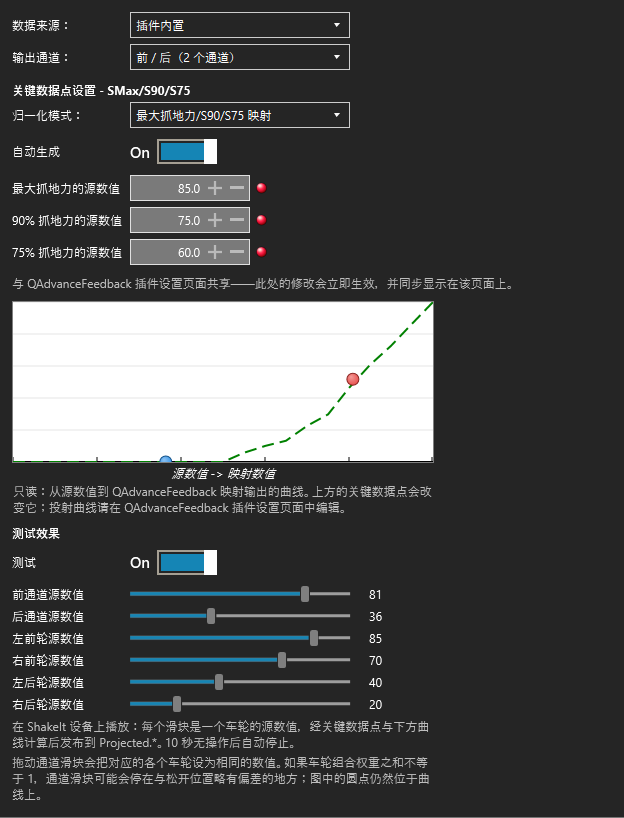 数据来源： 插件内置
输出通道： 前 / 后（2 个通道）
关键数据点设置 - SMax/S90/S75
归一化模式： 最大抓地力/S90/S75 映射
自动生成 On
最大抓地力的源数值 85.0
90% 抓地力的源数值 75.0
75% 抓地力的源数值 60.0
与 QAdvanceFeedback 插件设置页面共享——此处的修改会立即生效，并同步显示在该页面上。
源数值 -> 映射数值
只读：从源数值到 QAdvanceFeedback 映射输出的曲线。上方的关键数据点会改
变它；投射曲线请在 QAdvanceFeedback 插件设置页面中编辑。
测试效果
测试 On
前通道源数值 81
后通道源数值 36
左前轮源数值 85
右前轮源数值 70
左后轮源数值 40
右后轮源数值 20
在 ShakeIt 设备上播放：每个滑块是一个车轮的源数值，经关键数据点与下方曲
线计算后发布到 Projected.*。10 秒无操作后自动停止。
拖动通道滑块会把对应的各个车轮设为相同的数值。如果车轮组合权重之和不等
于 1，通道滑块可能会停在与松开位置略有偏差的地方；图中的圆点仍然位于曲
线上。